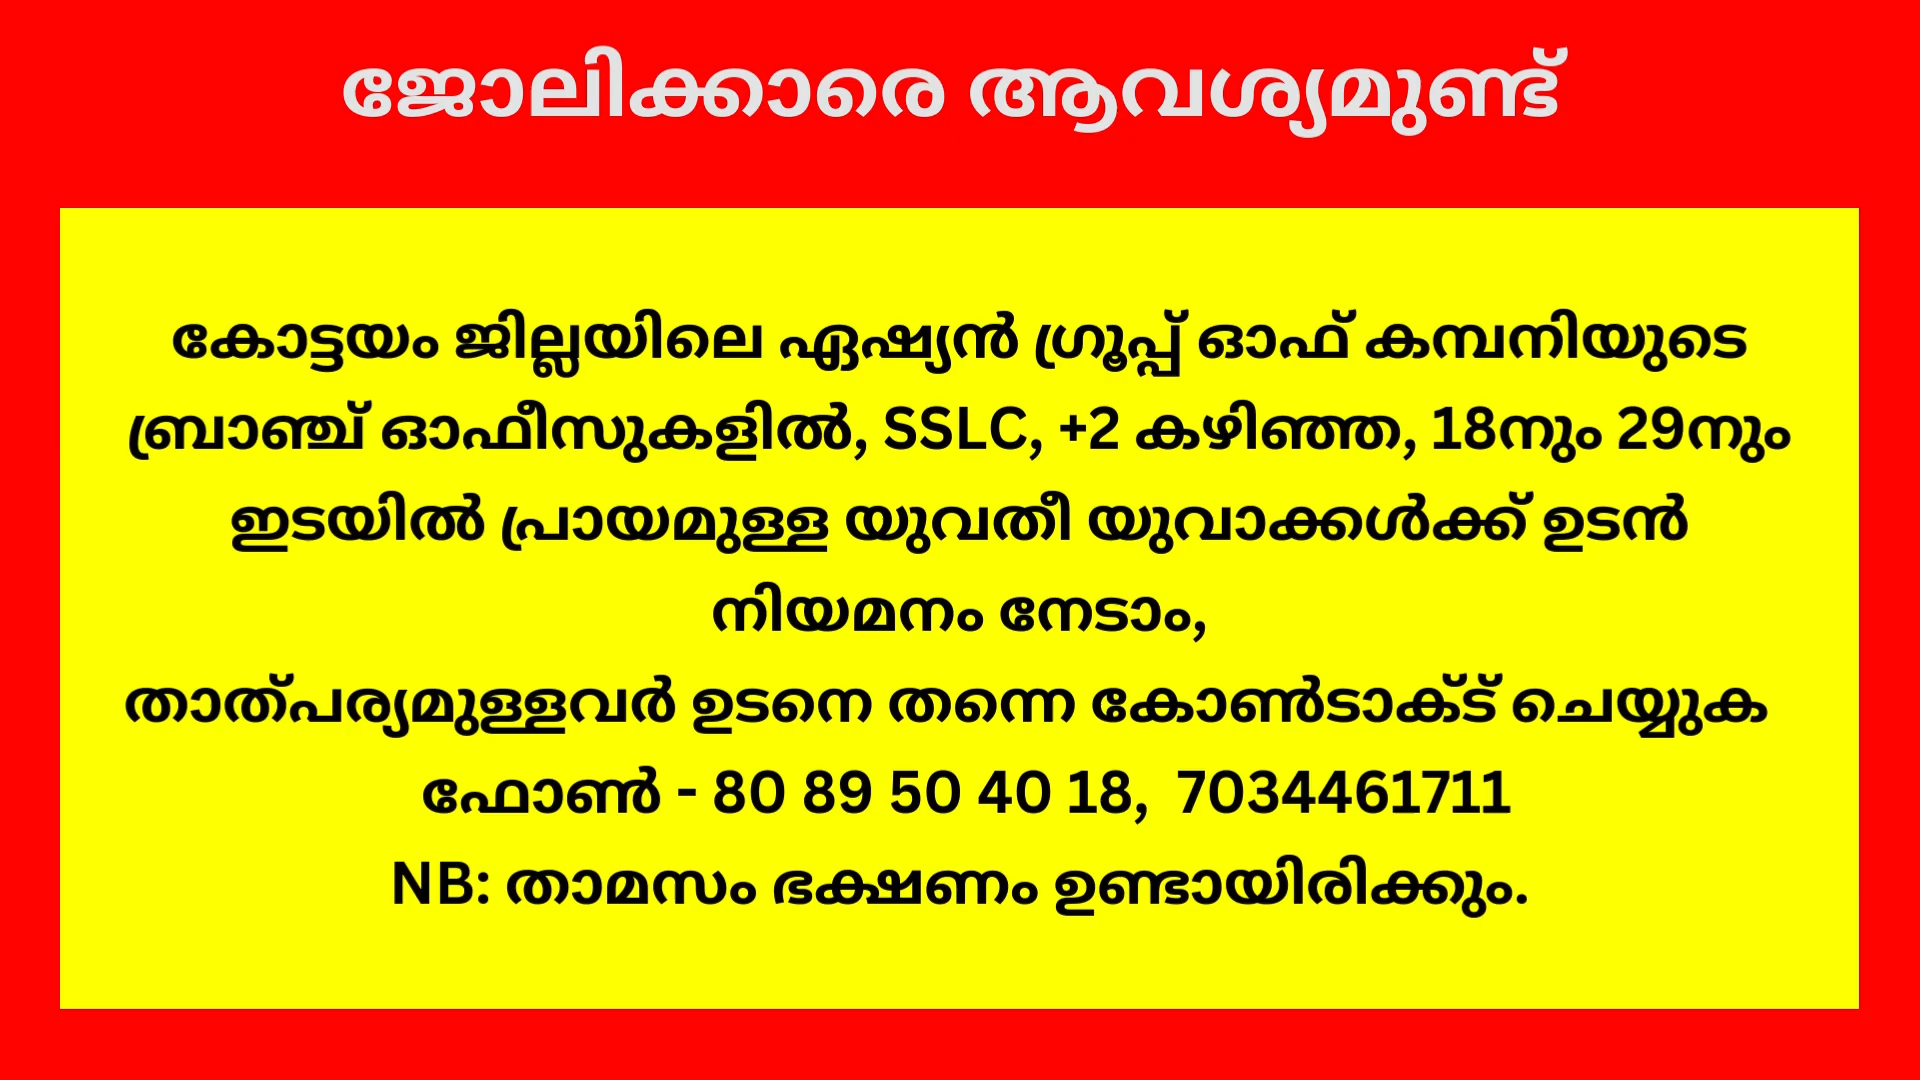 ജോലിക്കാരെ ആവശ്യമുണ്ട്
കോട്ടയം ജില്ലയിലെ ഏഷ്യൻ ഗ്രൂപ്പ് ഓഫ് കമ്പനിയുടെ
ബ്രാഞ്ച് ഓഫീസുകളിൽ, SSLC, +2 കഴിഞ്ഞ, 18നും 29നും
ഇടയിൽ പ്രായമുള്ള യുവതീ യുവാക്കൾക്ക് ഉടൻ
നിയമനം നേടാം,
താത്പര്യമുള്ളവർ ഉടനെ തന്നെ കോൺടാക്ട് ചെയ്യുക
ഫോൺ - 80 89 50 40 18, 7034461711
NB: താമസം ഭക്ഷണം ഉണ്ടായിരിക്കും.